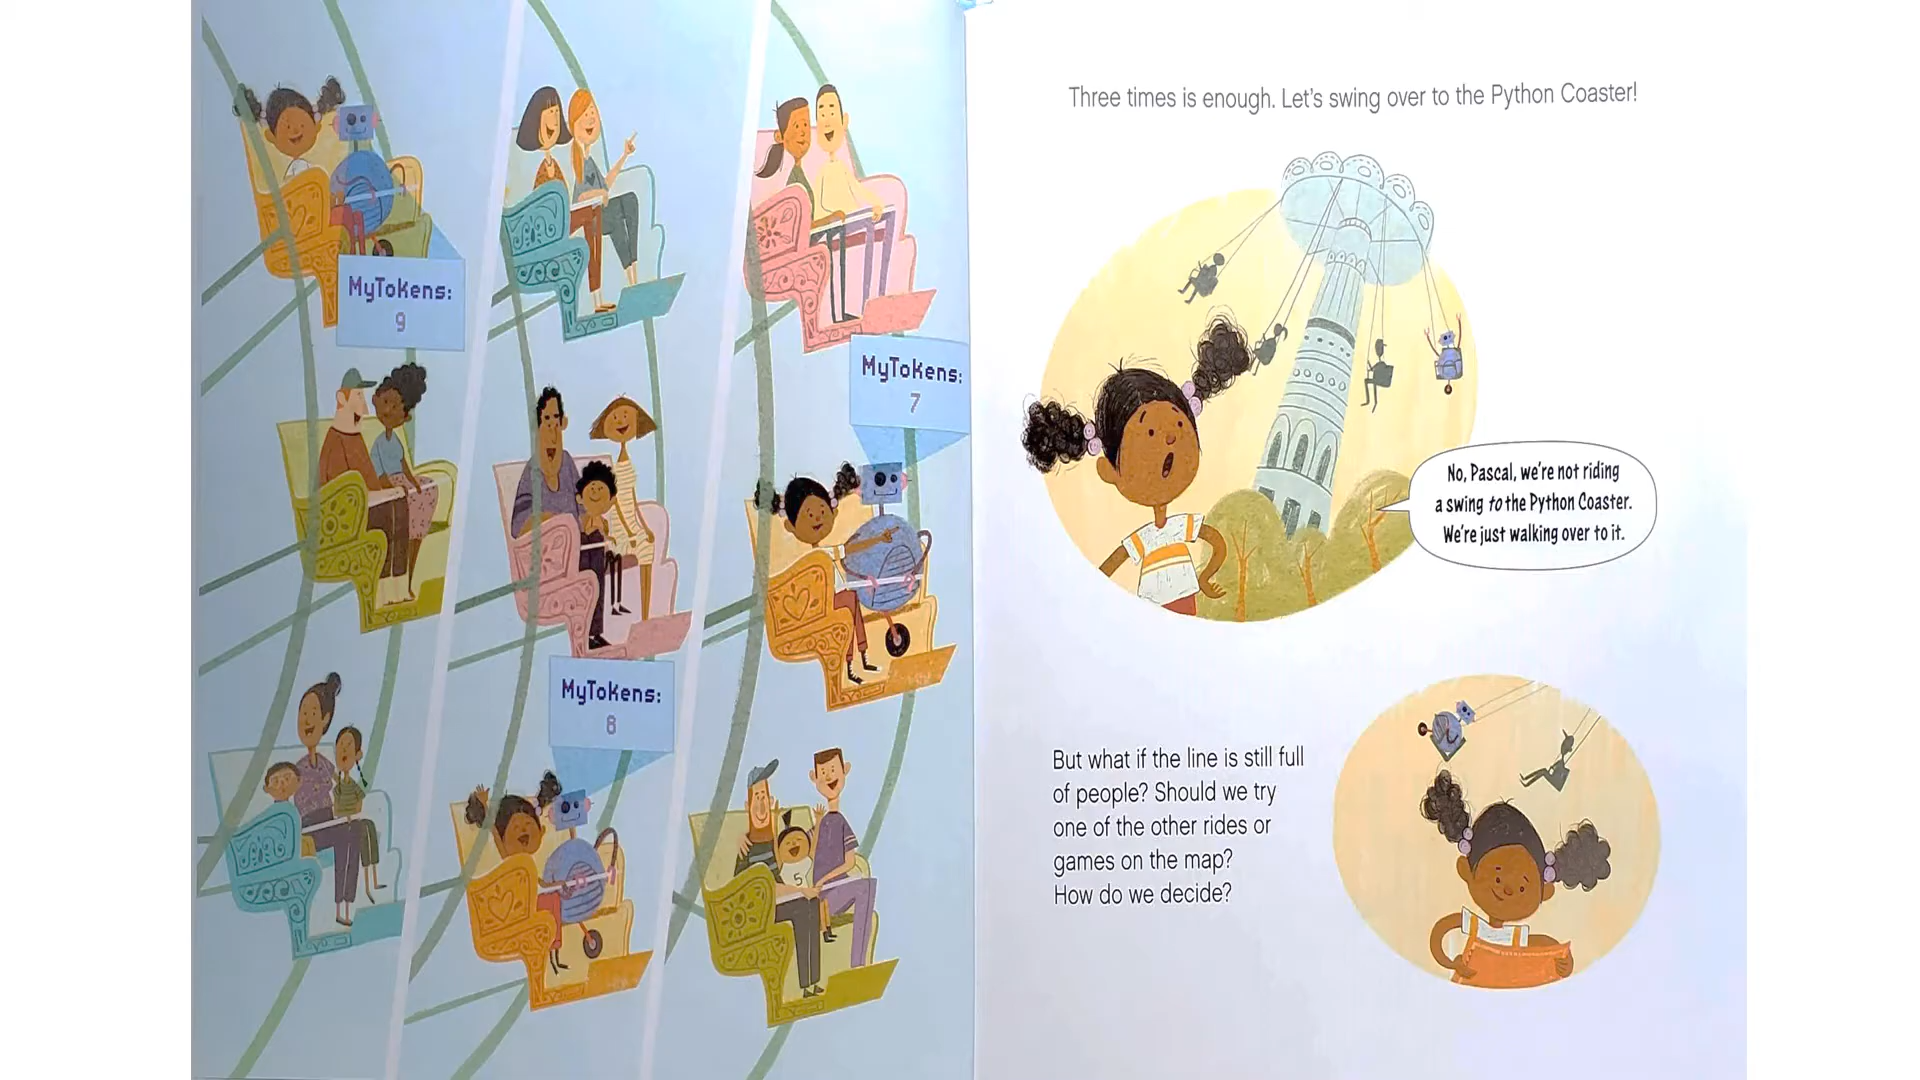 MyTokens:
9
MyTokens:
8
MyTokens:
7
5
Three times is enough. Let's swing over to the Python Coaster!
No, Pascal, we're not riding
a swing to the Python Coaster.
We're just walking over to it.
But what if the line is still full
of people? Should we try
one of the other rides or
games on the map?
How do we decide?